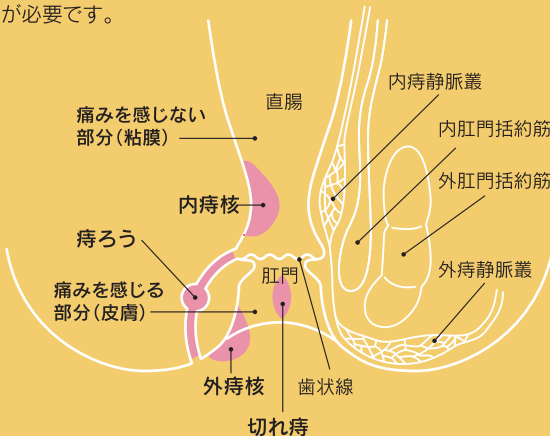 が必要です。
直腸
内痔静脈叢
痛みを感じない
部分（粘膜）
内肛門括約筋
内痔核
外肛門括約筋
痔ろう
肛門
外痔静脈叢
痛みを感じる
部分（皮膚）
外痔核
歯状線
切れ痔